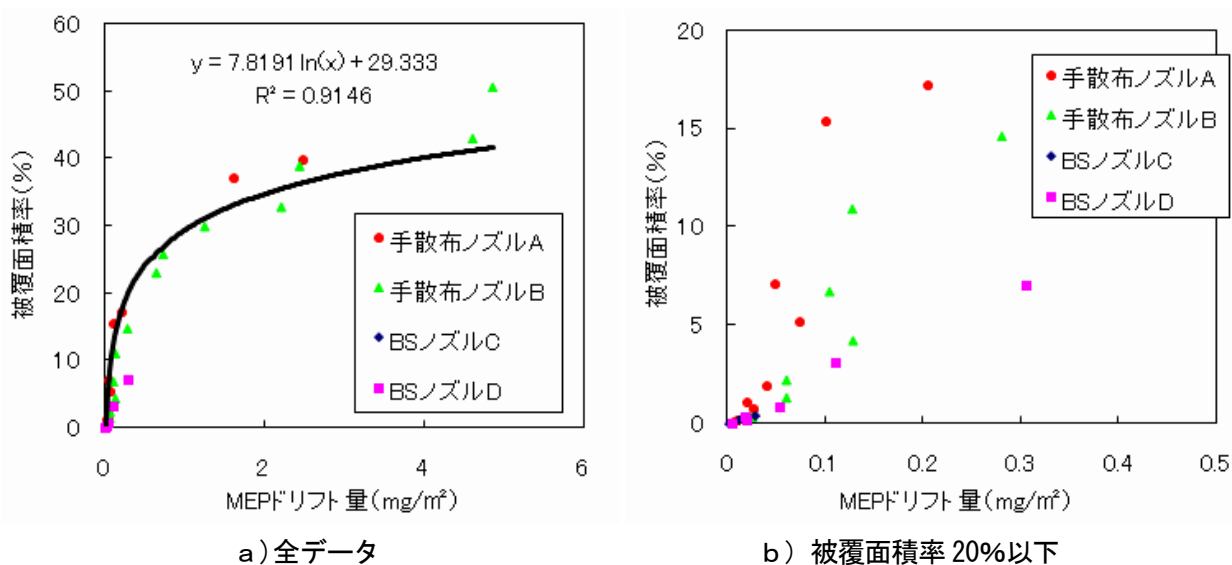 60
50
40
30
20
10
0
0
2
4
6
被覆面積率(%)
MEPドリフト量(mg/㎡)
y = 7.8191 ln(x) + 29.333
R² = 0.9146
手散布ノズルA
手散布ノズルB
BSノズルC
BSノズルD
a)全データ
20
15
10
5
0
0
0.1
0.2
0.3
0.4
0.5
被覆面積率(%)
MEPドリフト量(mg/㎡)
手散布ノズルA
手散布ノズルB
BSノズルC
BSノズルD
b) 被覆面積率 20%以下